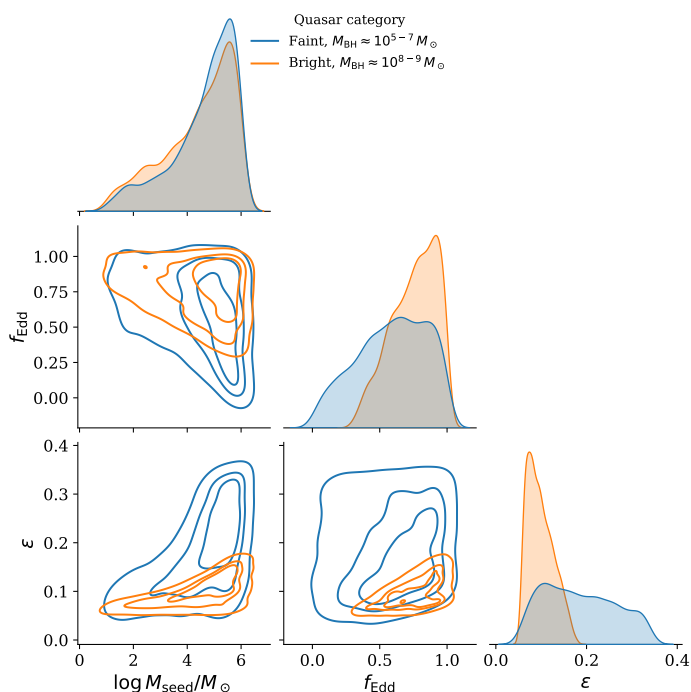 Quasar category
Faint, M_BH ≈ 10^{5−7} M_⊙
Bright, M_BH ≈ 10^{8−9} M_⊙
1.00
0.75
0.50
0.25
0.00
f_Edd
0.4
0.3
0.2
0.1
0.0
ε
0 2 4 6
0.0 0.5 1.0
0.0 0.2 0.4
log M_seed/M_⊙
f_Edd
ε